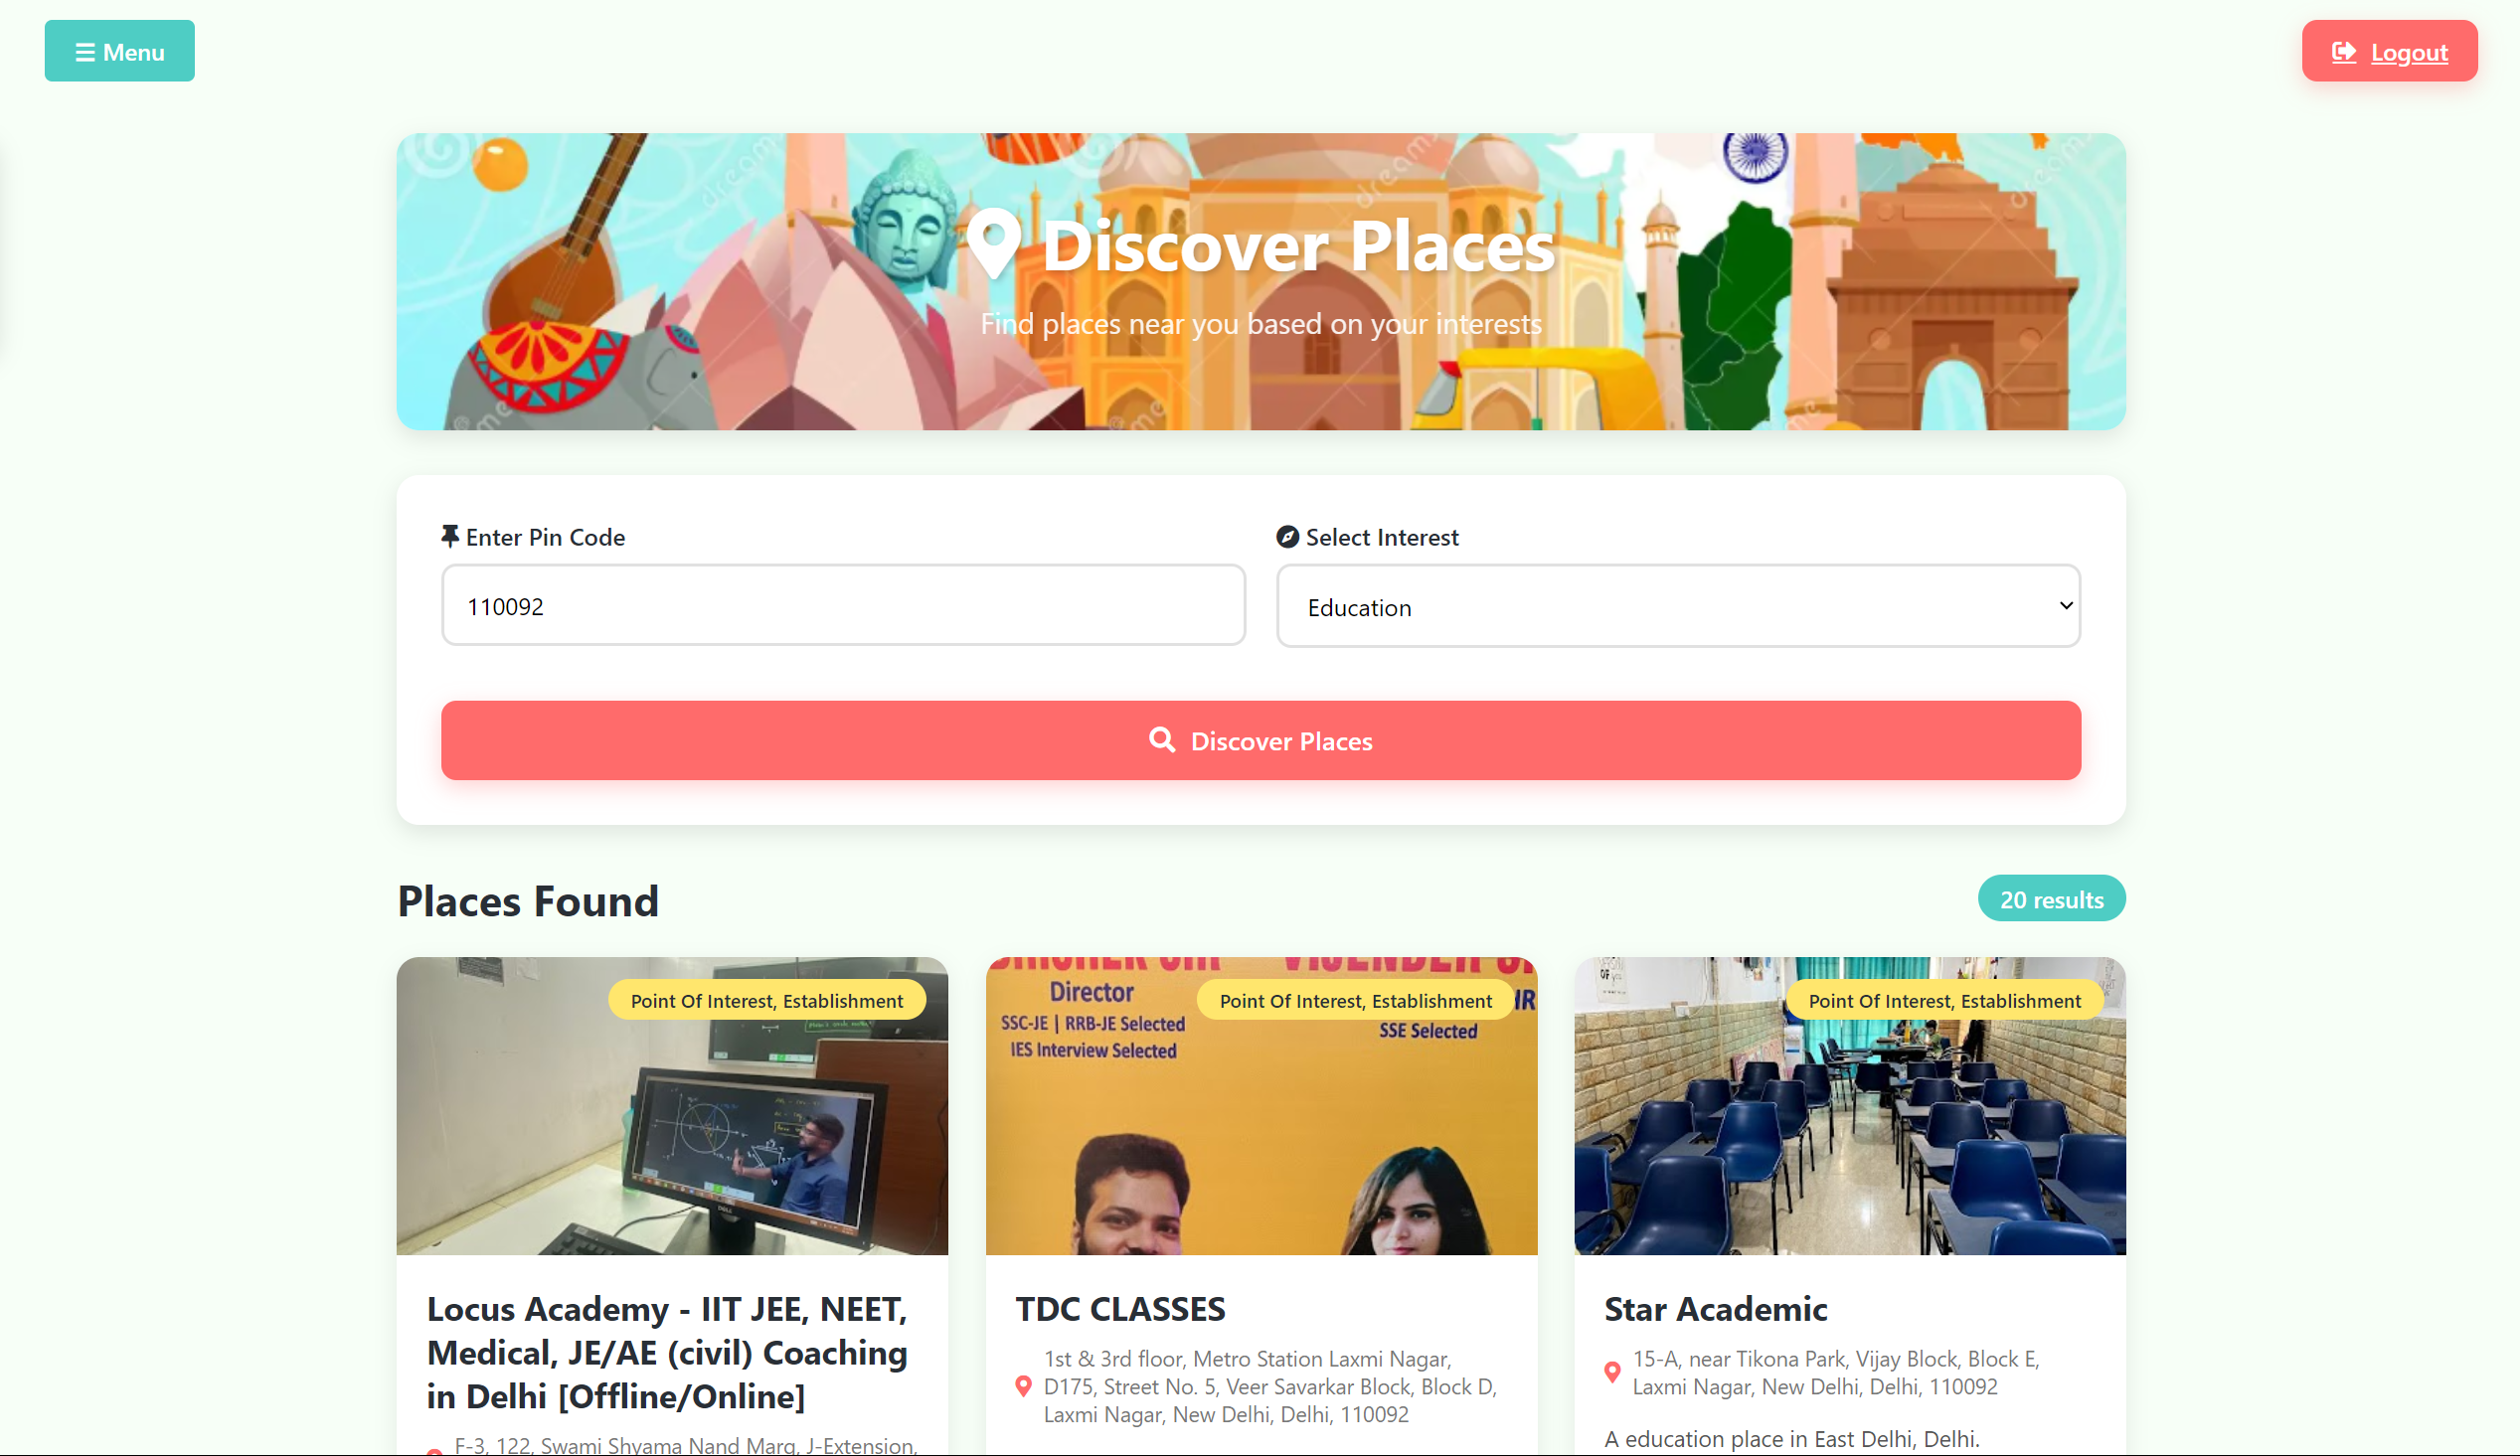 ☰ Menu
Logout
Discover Places
Find places near you based on your interests
Enter Pin Code
Select Interest
110092
Education
Discover Places
Places Found
20 results
Point Of Interest, Establishment
Point Of Interest, Establishment
Point Of Interest, Establishment
Director
SSC-JE | RRB-JE Selected
IES Interview Selected
SSE Selected
DELL
Locus Academy - IIT JEE, NEET,
Medical, JE/AE (civil) Coaching
in Delhi [Offline/Online]
F-3, 122, Swami Shyama Nand Marg, J-Extension,
TDC CLASSES
1st & 3rd floor, Metro Station Laxmi Nagar,
D175, Street No. 5, Veer Savarkar Block, Block D,
Laxmi Nagar, New Delhi, Delhi, 110092
Star Academic
15-A, near Tikona Park, Vijay Block, Block E,
Laxmi Nagar, New Delhi, Delhi, 110092
A education place in East Delhi, Delhi.